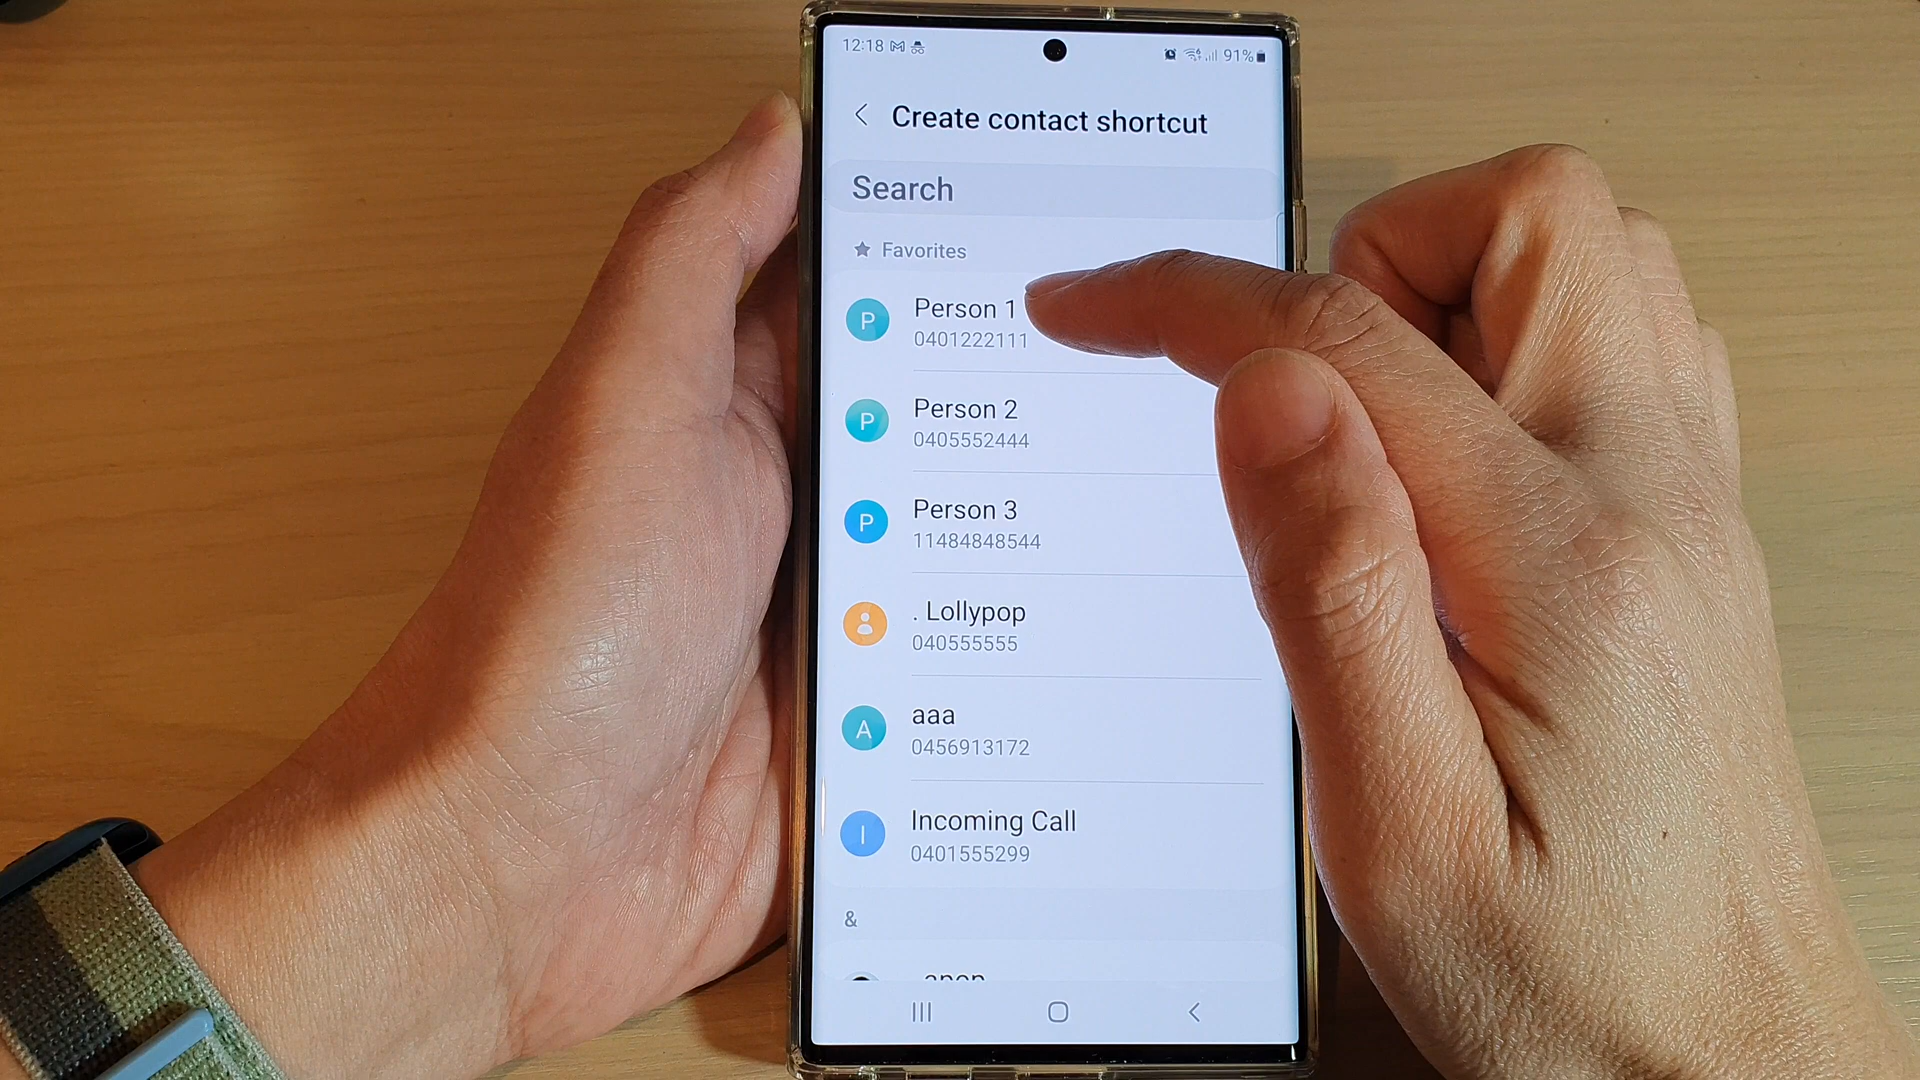 12:18 91%
Create contact shortcut
Search
Favorites
P Person 1
0401222111
P Person 2
0405552444
P Person 3
11484848544
. Lollypop
040555555
A aaa
0456913172
I Incoming Call
0401555299
&